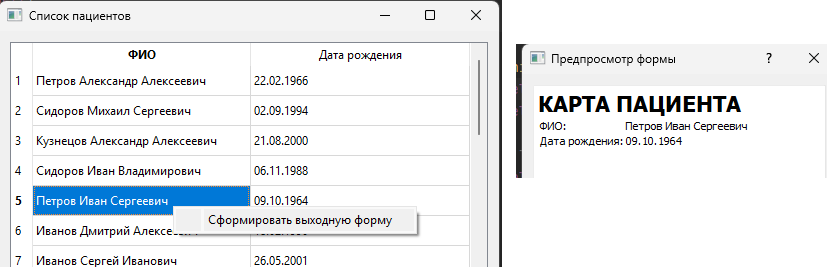 Список пациентов
ФИО Дата рождения
1 Петров Александр Алексеевич 22.02.1966
2 Сидоров Михаил Сергеевич 02.09.1994
3 Кузнецов Александр Алексеевич 21.08.2000
4 Сидоров Иван Владимирович 06.11.1988
5 Петров Иван Сергеевич 09.10.1964
Сформировать выходную форму
6 Иванов Дмитрий
7 Иванов Сергей Иванович 26.05.2001
Предпросмотр формы ?
КАРТА ПАЦИЕНТА
ФИО: Петров Иван Сергеевич
Дата рождения: 09.10.1964